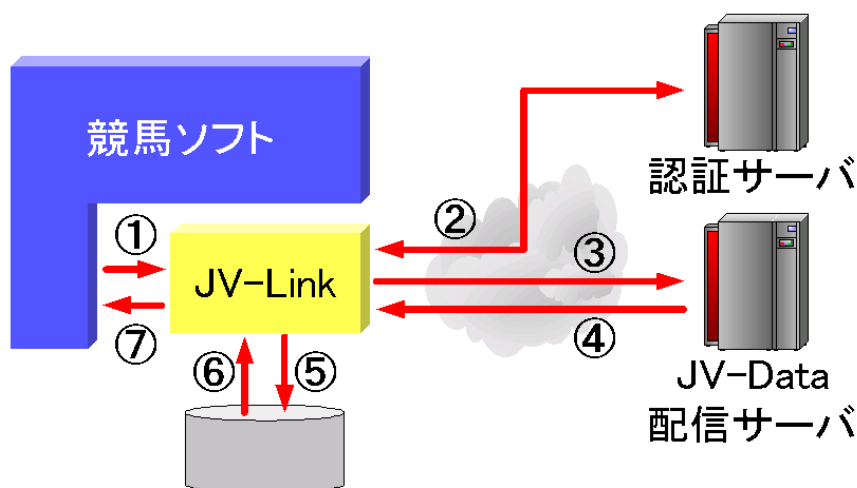 競馬ソフト
認証サーバ
①
②
③
JV-Link
⑦
④
⑥
⑤
JV-Data
配信サーバ